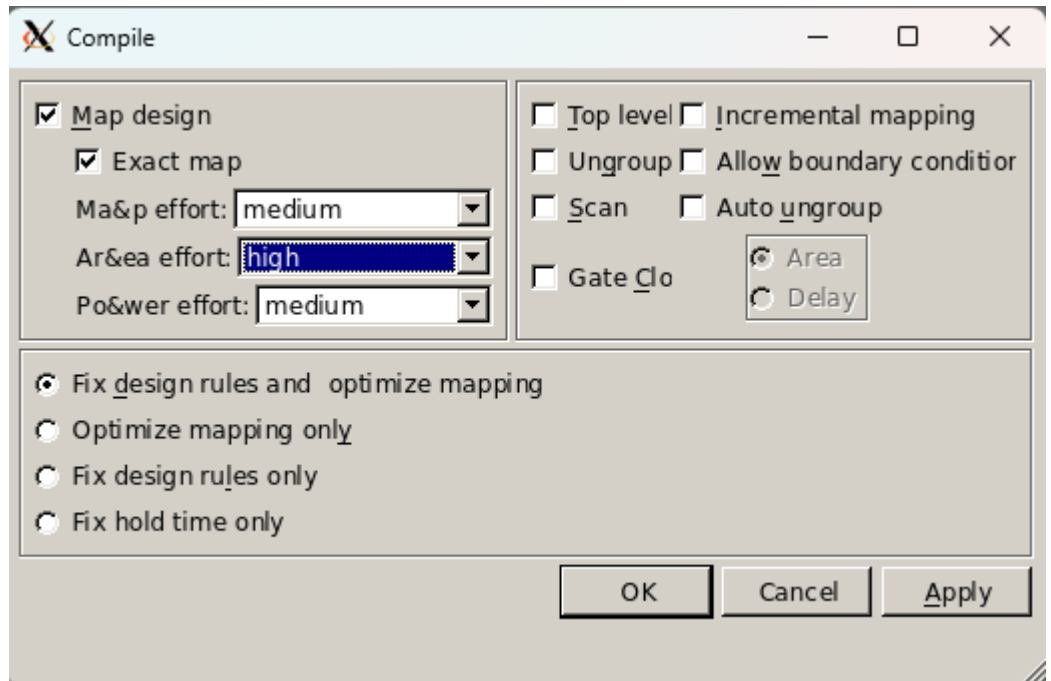 Compile
Map design
Exact map
Ma&p effort: medium
Ar&ea effort: high
Po&wer effort: medium
Top level Incremental mapping
Ungroup Allow boundary condition
Scan Auto ungroup
Gate Clo
Area
Delay
Fix design rules and optimize mapping
Optimize mapping only
Fix design rules only
Fix hold time only
OK Cancel Apply